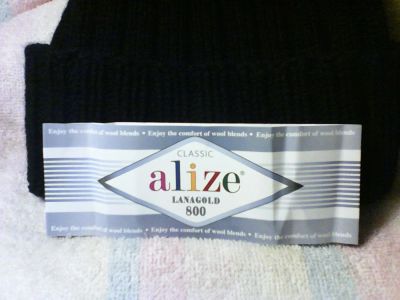 Enjoy the comfort of wool blends • Enjoy the comfort of wool blends • Enjoy the comfort of wool blends
CLASSIC
alize®
LANAGOLD
800
Enjoy the comfort of wool blends • Enjoy the comfort of wool blends • Enjoy the comfort of wool blends